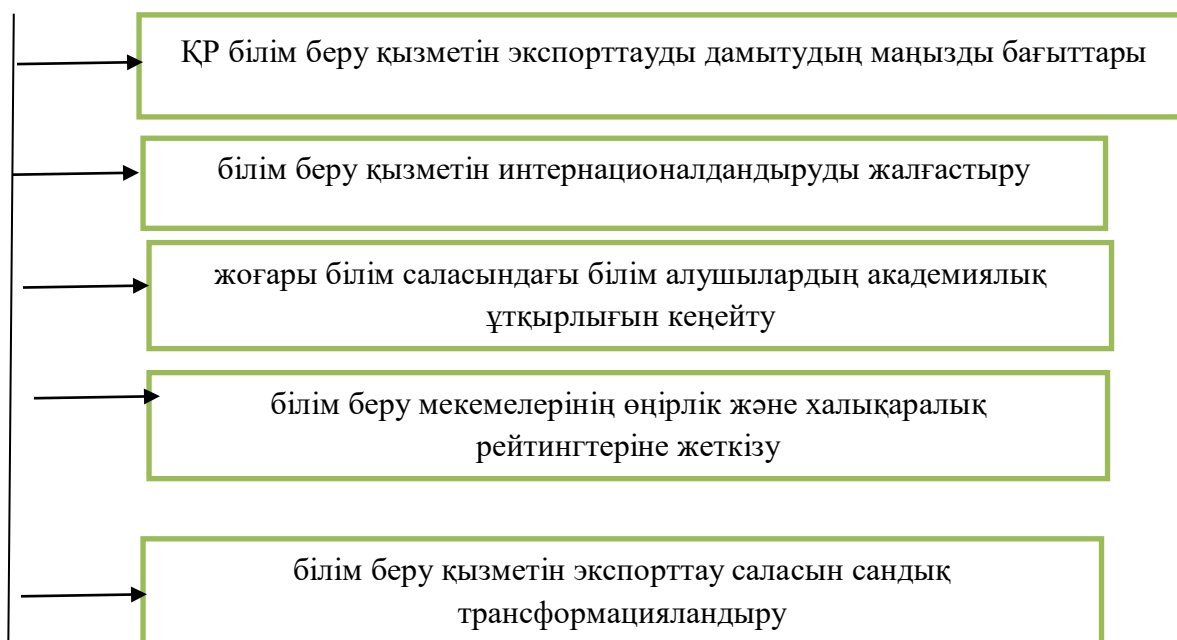 ҚР білім беру қызметін экспорттауды дамытудың маңызды бағыттары
білім беру қызметін интернационалдандыруды жалғастыру
жоғары білім саласындағы білім алушылардың академиялық
ұтқырлығын кеңейту
білім беру мекемелерінің өңірлік және халықаралық
рейтингтеріне жеткізу
білім беру қызметін экспорттау саласын сандық
трансформацияландыру